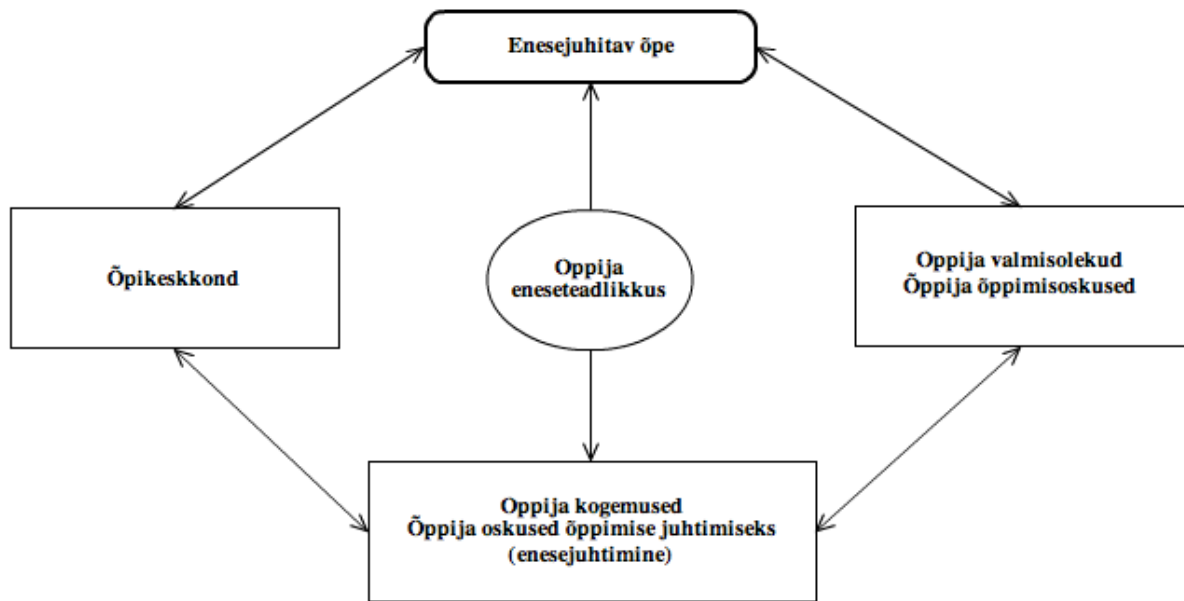 Enesejuhitav õpe
Õpikeskkond
Oppija
eneseteadlikkus
Oppija valmisolekud
Õppija õppimisoskused
Oppija kogemused
Õppija oskused õppimise juhtimiseks
(enesejuhtimine)